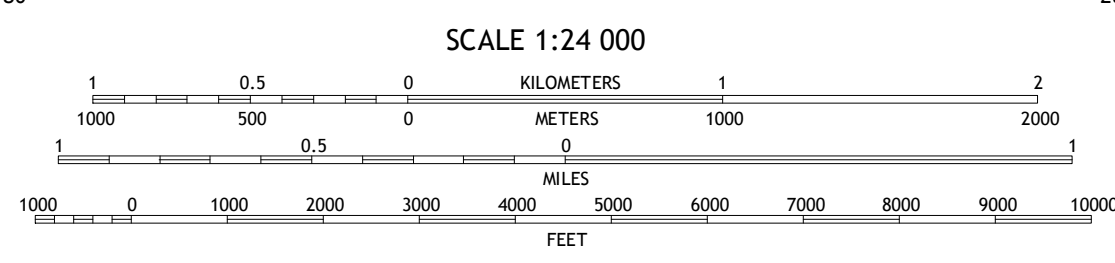 SCALE 1:24 000
1 0.5 0 KILOMETERS 1 2
1000 500 0 METERS 1000 2000
1 0.5 0 1
MILES
1000 0 1000 2000 3000 4000 5000 6000 7000 8000 9000 10000
FEET